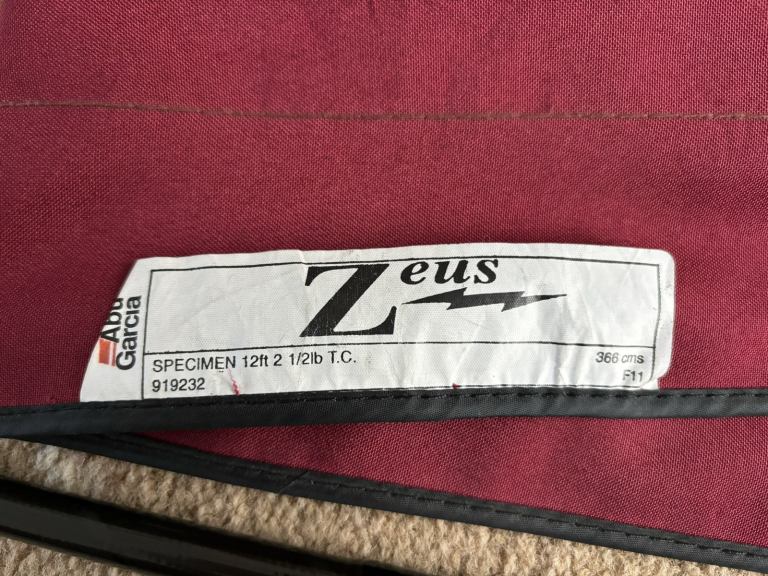 Abu
Garcia
Zeus
SPECIMEN 12ft 2 1/2lb T.C.
366 cms
919232
F11